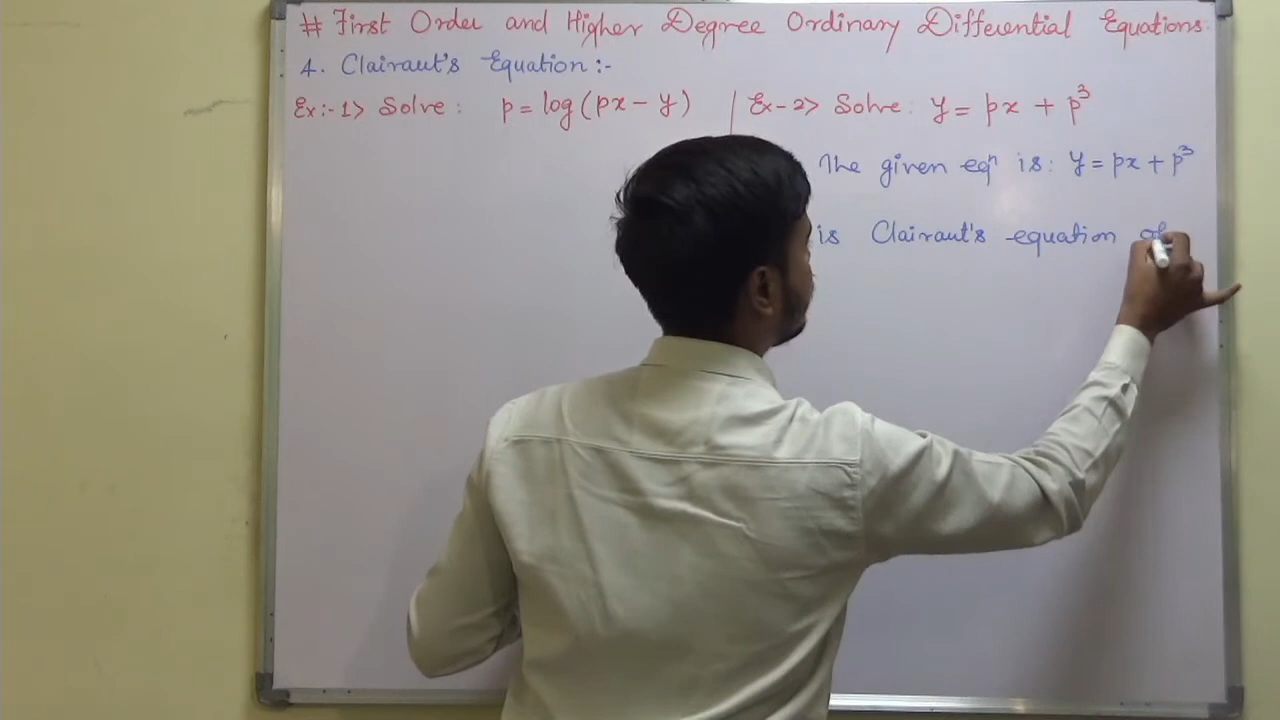 # First Order and Higher Degree Ordinary Differential Equations.
4. Clairaut's Equation :-
Ex:-1> Solve : p = log (px - y)
Ex-2> Solve: y = px + p³
The given eqⁿ is: y = px + p³
is Clairaut's equation of